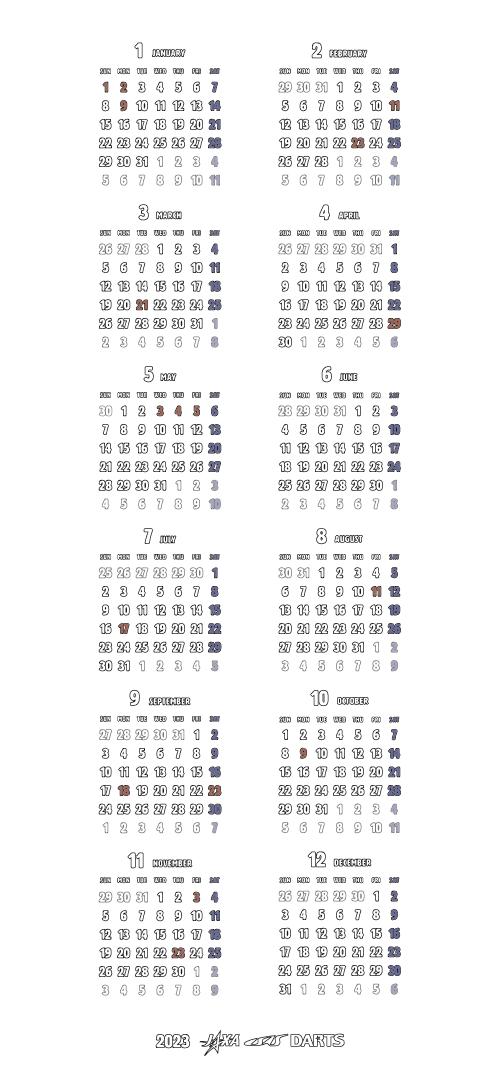 1 JANUARY
SUN MON TUE WED THU FRI SAT
1 2 3 4 5 6 7
8 9 10 11 12 13 14
15 16 17 18 19 20 21
22 23 24 25 26 27 28
29 30 31 1 2 3 4
5 6 7 8 9 10 11
2 FEBRUARY
SUN MON TUE WED THU FRI SAT
29 30 31 1 2 3 4
5 6 7 8 9 10 11
12 13 14 15 16 17 18
19 20 21 22 23 24 25
26 27 28 1 2 3 4
5 6 7 8 9 10 11
3 MARCH
SUN MON TUE WED THU FRI SAT
26 27 28 1 2 3 4
5 6 7 8 9 10 11
12 13 14 15 16 17 18
19 20 21 22 23 24 25
26 27 28 29 30 31 1
2 3 4 5 6 7 8
4 APRIL
SUN MON TUE WED THU FRI SAT
26 27 28 29 30 31 1
2 3 4 5 6 7 8
9 10 11 12 13 14 15
16 17 18 19 20 21 22
23 24 25 26 27 28 29
30 1 2 3 4 5 6
5 MAY
SUN MON TUE WED THU FRI SAT
30 1 2 3 4 5 6
7 8 9 10 11 12 13
14 15 16 17 18 19 20
21 22 23 24 25 26 27
28 29 30 31 1 2 3
4 5 6 7 8 9 10
6 JUNE
SUN MON TUE WED THU FRI SAT
28 29 30 31 1 2 3
4 5 6 7 8 9 10
11 12 13 14 15 16 17
18 19 20 21 22 23 24
25 26 27 28 29 30 1
2 3 4 5 6 7 8
7 JULY
SUN MON TUE WED THU FRI SAT
25 26 27 28 29 30 1
2 3 4 5 6 7 8
9 10 11 12 13 14 15
16 17 18 19 20 21 22
23 24 25 26 27 28 29
30 31 1 2 3 4 5
8 AUGUST
SUN MON TUE WED THU FRI SAT
30 31 1 2 3 4 5
6 7 8 9 10 11 12
13 14 15 16 17 18 19
20 21 22 23 24 25 26
27 28 29 30 31 1 2
3 4 5 6 7 8 9
9 SEPTEMBER
SUN MON TUE WED THU FRI SAT
27 28 29 30 31 1 2
3 4 5 6 7 8 9
10 11 12 13 14 15 16
17 18 19 20 21 22 23
24 25 26 27 28 29 30
1 2 3 4 5 6 7
10 OKTOBER
SUN MON TUE WED THU FRI SAT
1 2 3 4 5 6 7
8 9 10 11 12 13 14
15 16 17 18 19 20 21
22 23 24 25 26 27 28
29 30 31 1 2 3 4
5 6 7 8 9 10 11
11 NOVEMBER
SUN MON TUE WED THU FRI SAT
29 30 31 1 2 3 4
5 6 7 8 9 10 11
12 13 14 15 16 17 18
19 20 21 22 23 24 25
26 27 28 29 30 1 2
3 4 5 6 7 8 9
12 DECEMBER
SUN MON TUE WED THU FRI SAT
26 27 28 29 30 1 2
3 4 5 6 7 8 9
10 11 12 13 14 15 16
17 18 19 20 21 22 23
24 25 26 27 28 29 30
31 1 2 3 4 5 6
2023 JAXA DARTS